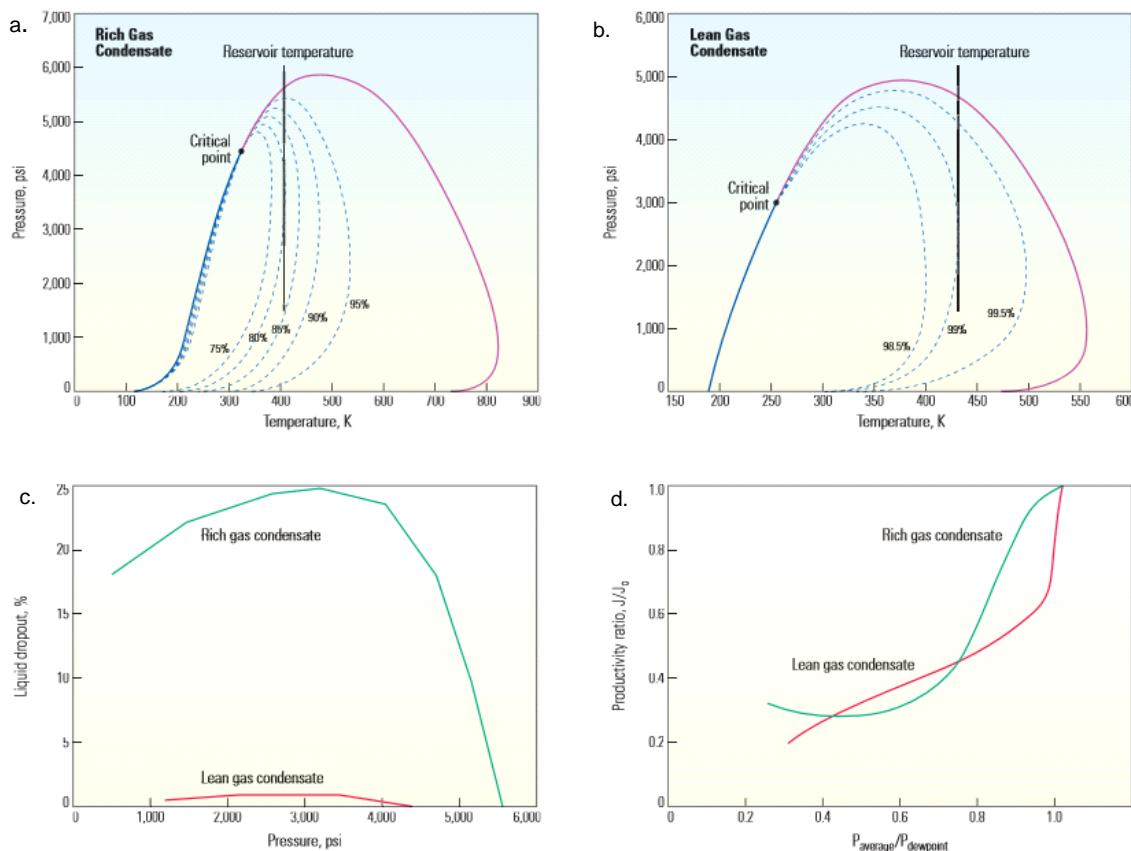 a.
Rich Gas
Condensate
Reservoir temperature
Critical
point
Pressure, psi
7,000
6,000
5,000
4,000
3,000
2,000
1,000
0
75%
80%
85%
90%
95%
0 100 200 300 400 500 600 700 800 900
Temperature, K
b.
Lean Gas
Condensate
Reservoir temperature
Critical
point
Pressure, psi
6,000
5,000
4,000
3,000
2,000
1,000
0
98.5%
99%
99.5%
150 200 250 300 350 400 450 500 550 600
Temperature, K
c.
Liquid dropout, %
25
20
15
10
5
0
Rich gas condensate
Lean gas condensate
0 1,000 2,000 3,000 4,000 5,000 6,000
Pressure, psi
d.
Productivity ratio, J/J₀
1.0
0.8
0.6
0.4
0.2
Rich gas condensate
Lean gas condensate
0 0.2 0.4 0.6 0.8 1.0
Paverage/Pdewpoint